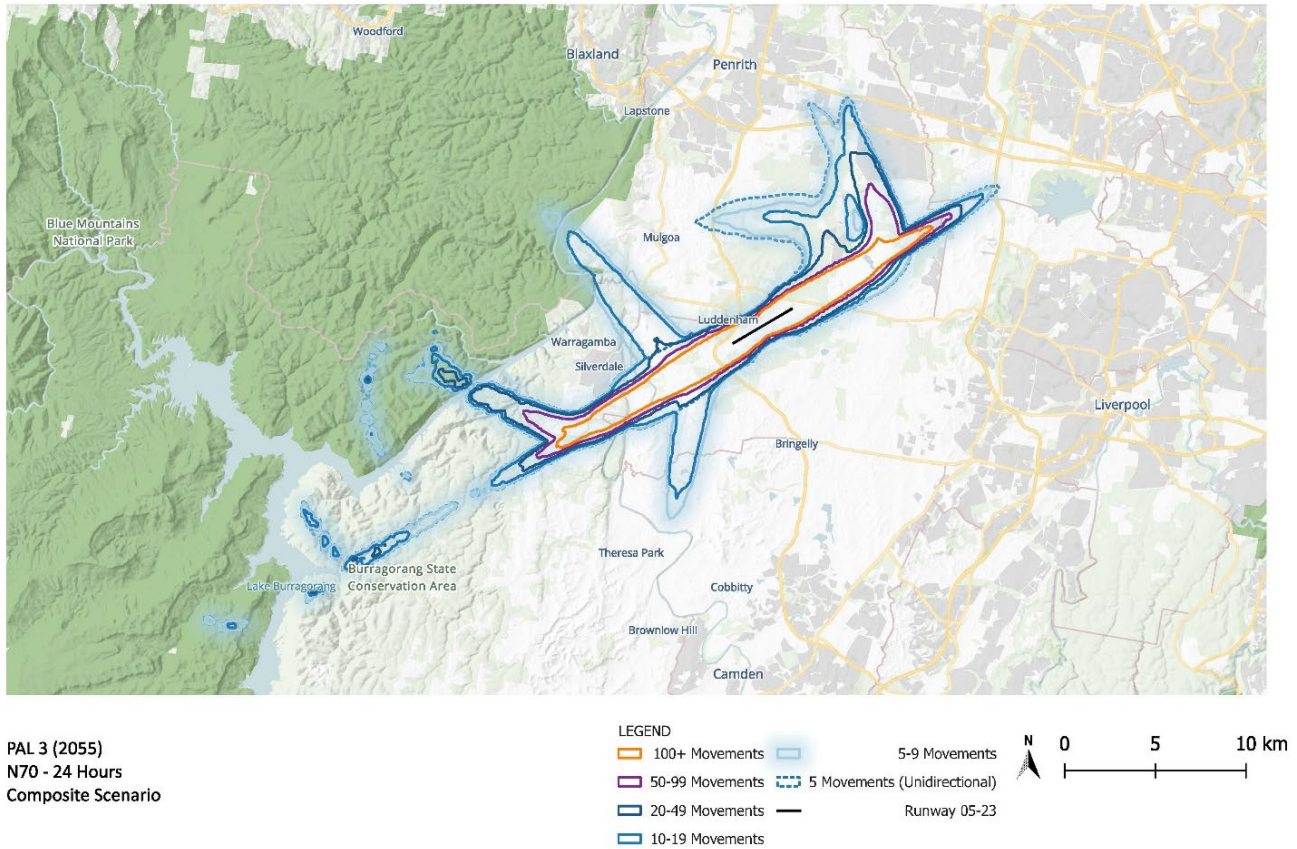 Woodford
Blaxland
Penrith
Lapstone
Blue Mountains
National Park
Mulgoa
Luddenham
Warragamba
Silverdale
Liverpool
Bringelly
Theresa Park
Burragorang State
Conservation Area
Lake Burragorang
Cobbitty
Brownlow Hill
Camden
PAL 3 (2055)
N70 - 24 Hours
Composite Scenario
LEGEND
100+ Movements
50-99 Movements
20-49 Movements
10-19 Movements
5-9 Movements
5 Movements (Unidirectional)
Runway 05-23
N
0 5 10 km